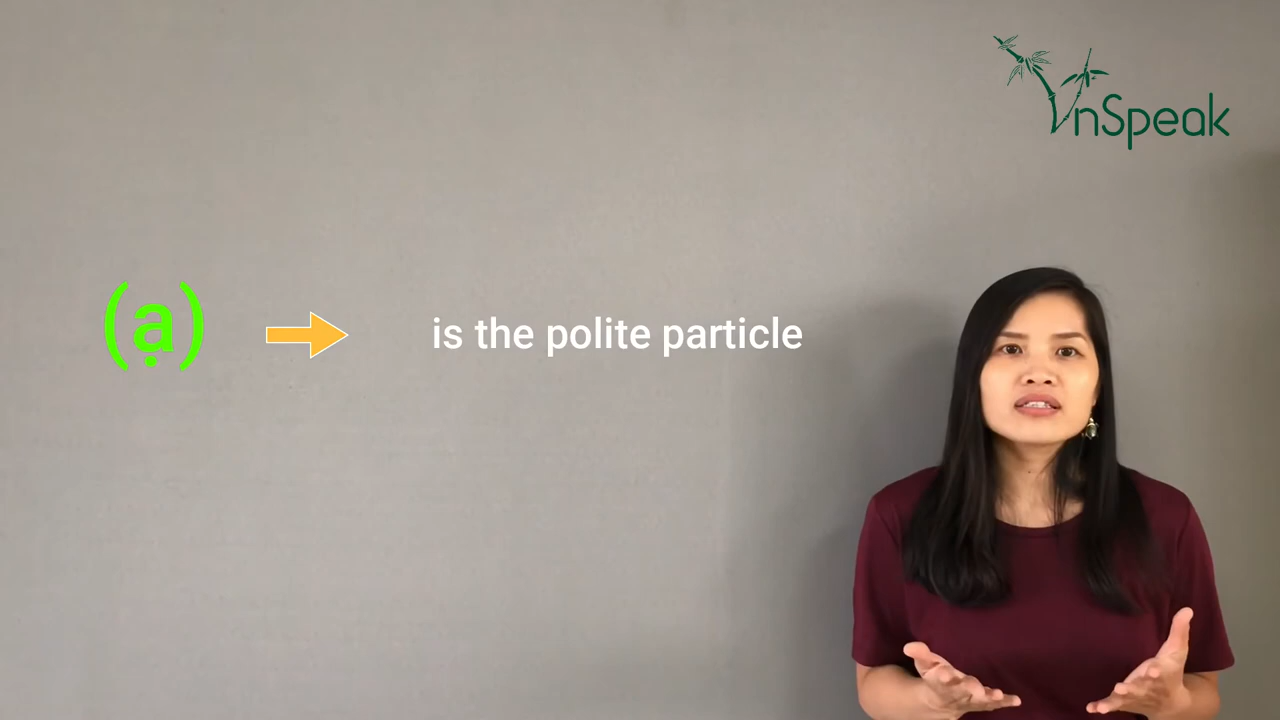 VnSpeak
(ạ) is the polite particle